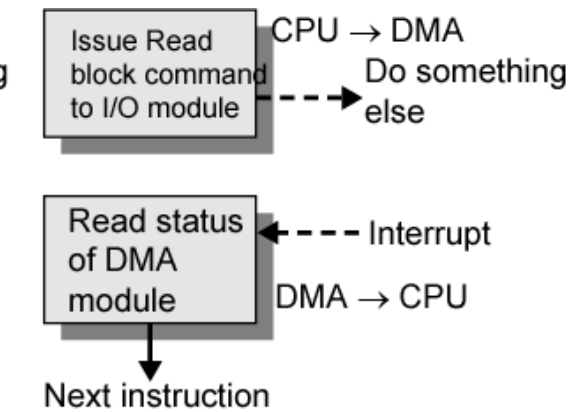 Issue Read
block command
to I/O module
CPU → DMA
Do something
else
Read status
of DMA
module
Interrupt
DMA → CPU
Next instruction